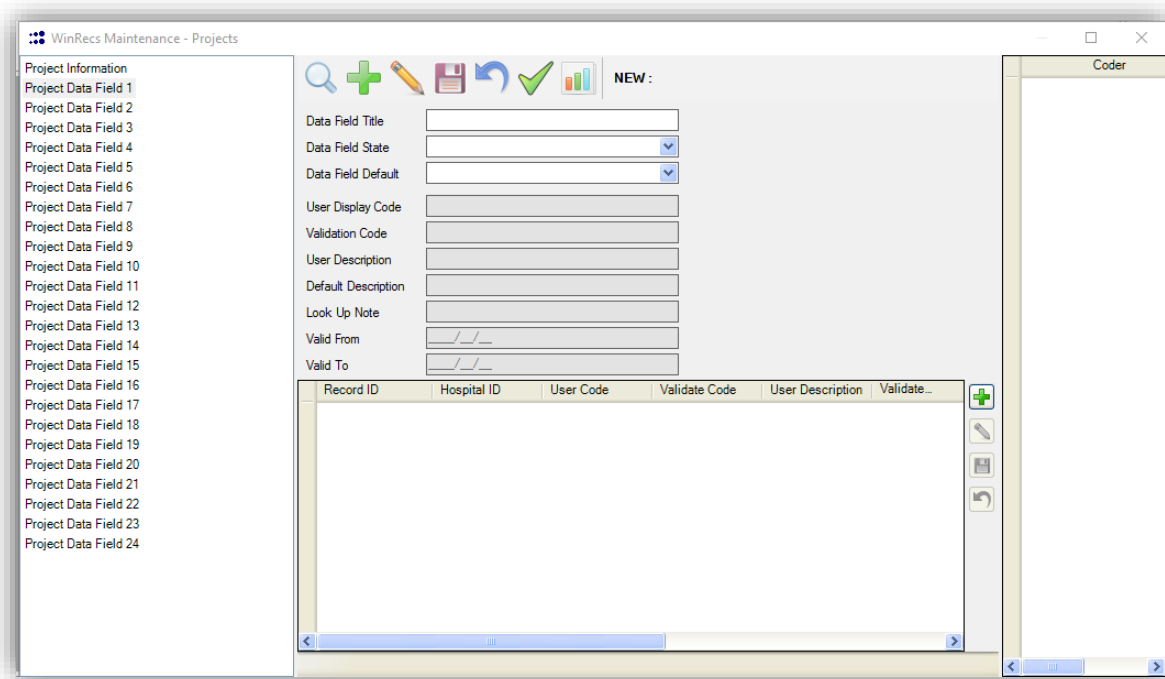 WinRecs Maintenance - Projects
Project Information
Project Data Field 1
Project Data Field 2
Project Data Field 3
Project Data Field 4
Project Data Field 5
Project Data Field 6
Project Data Field 7
Project Data Field 8
Project Data Field 9
Project Data Field 10
Project Data Field 11
Project Data Field 12
Project Data Field 13
Project Data Field 14
Project Data Field 15
Project Data Field 16
Project Data Field 17
Project Data Field 18
Project Data Field 19
Project Data Field 20
Project Data Field 21
Project Data Field 22
Project Data Field 23
Project Data Field 24
NEW :
Data Field Title
Data Field State
Data Field Default
User Display Code
Validation Code
User Description
Default Description
Look Up Note
Valid From ____/__/__
Valid To ____/__/__
Record ID Hospital ID User Code Validate Code User Description Validate...
Coder